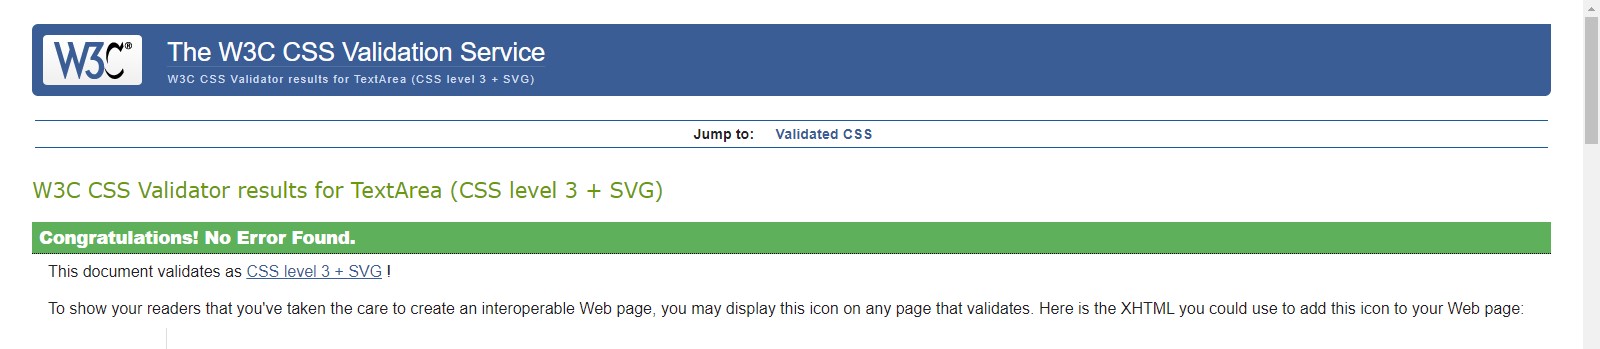 W3C®
The W3C CSS Validation Service
W3C CSS Validator results for TextArea (CSS level 3 + SVG)
Jump to: Validated CSS
W3C CSS Validator results for TextArea (CSS level 3 + SVG)
Congratulations! No Error Found.
This document validates as CSS level 3 + SVG !
To show your readers that you've taken the care to create an interoperable Web page, you may display this icon on any page that validates. Here is the XHTML you could use to add this icon to your Web page: